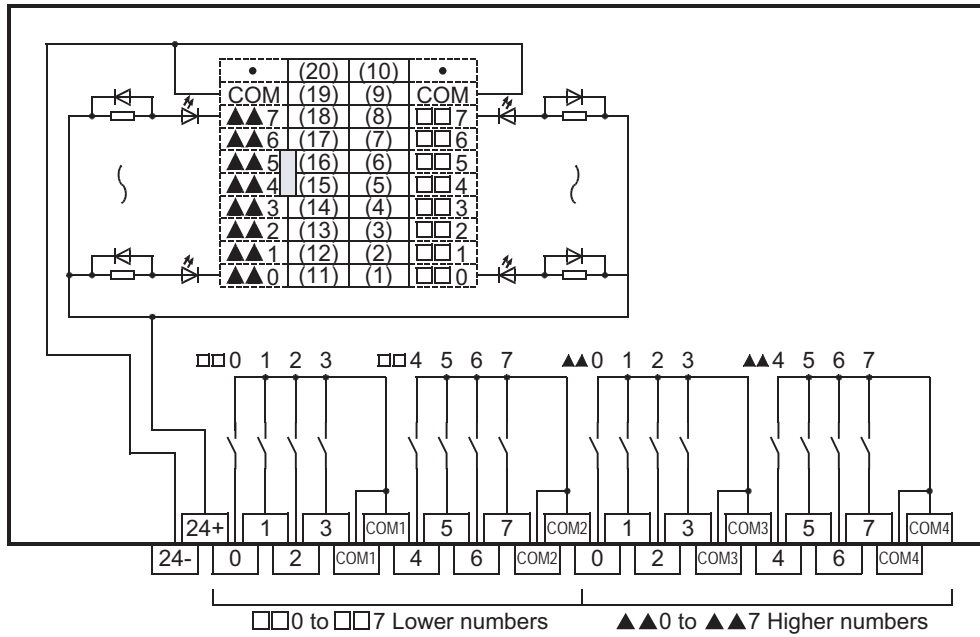 • (20) (10) •
COM (19) (9) COM
▲▲7 (18) (8) □□7
▲▲6 (17) (7) □□6
▲▲5 (16) (6) □□5
▲▲4 (15) (5) □□4
▲▲3 (14) (4) □□3
▲▲2 (13) (3) □□2
▲▲1 (12) (2) □□1
▲▲0 (11) (1) □□0
□□0 1 2 3 □□4 5 6 7 ▲▲0 1 2 3 ▲▲4 5 6 7
24+ 1 3 COM1 5 7 COM2 1 3 COM3 5 7 COM4
24- 0 2 COM1 4 6 COM2 0 2 COM3 4 6 COM4
□□0 to □□7 Lower numbers ▲▲0 to ▲▲7 Higher numbers